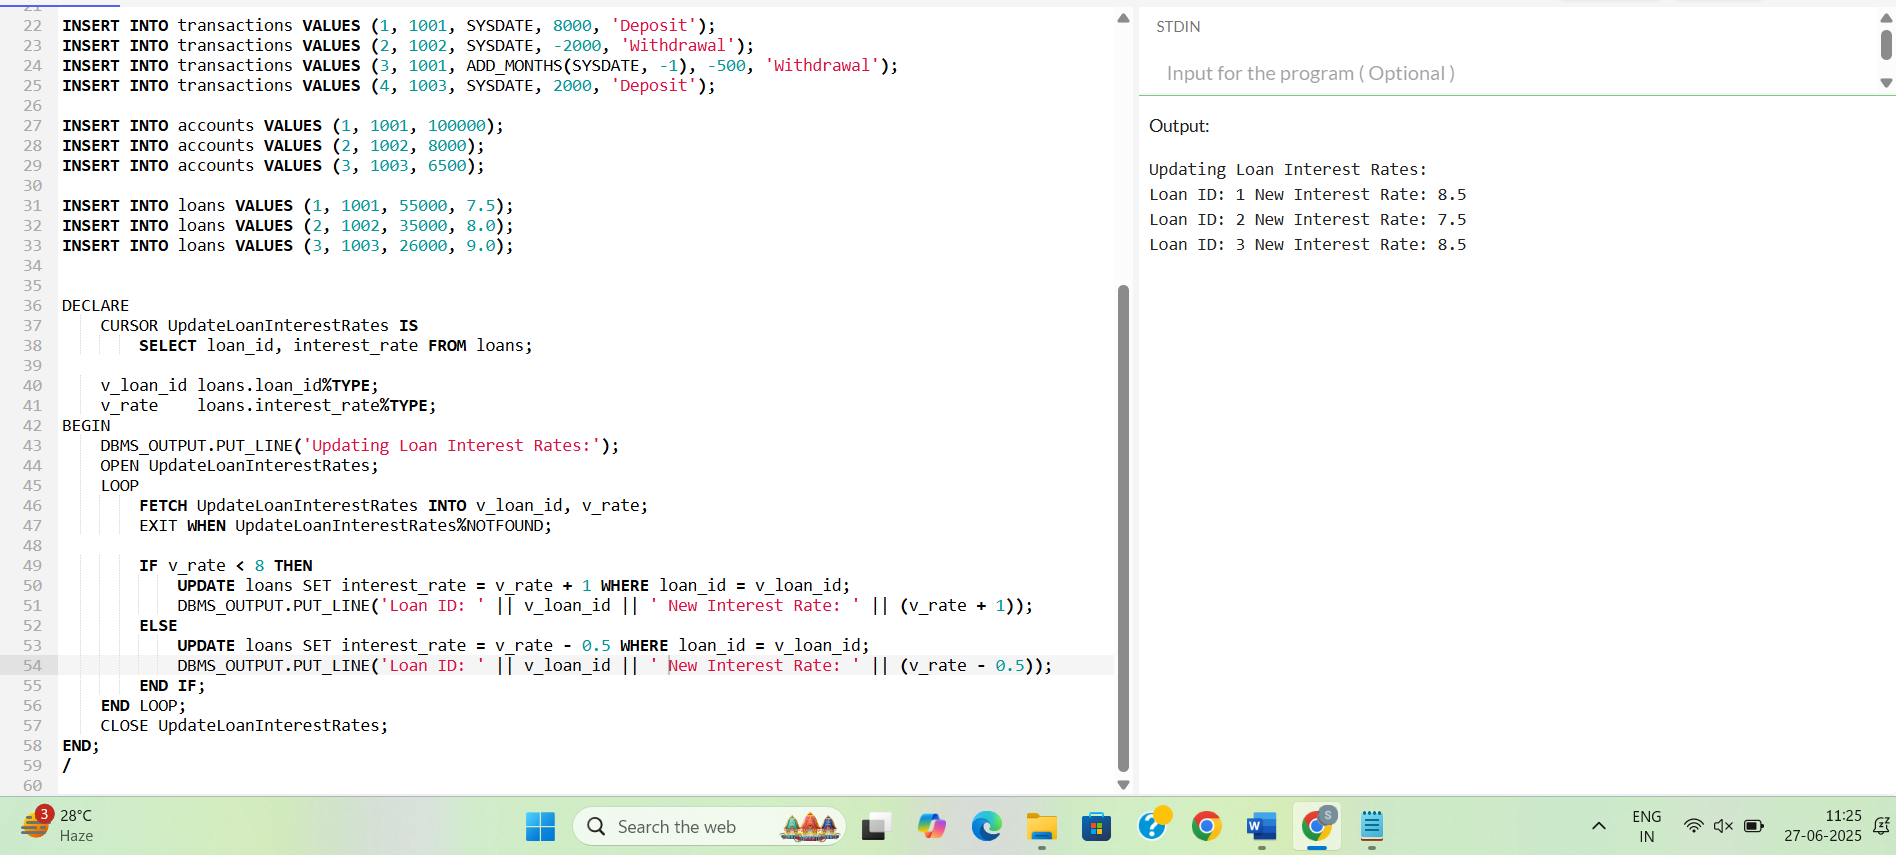 21
22 INSERT INTO transactions VALUES (1, 1001, SYSDATE, 8000, 'Deposit');
23 INSERT INTO transactions VALUES (2, 1002, SYSDATE, -2000, 'Withdrawal');
24 INSERT INTO transactions VALUES (3, 1001, ADD_MONTHS(SYSDATE, -1), -500, 'Withdrawal');
25 INSERT INTO transactions VALUES (4, 1003, SYSDATE, 2000, 'Deposit');
26
27 INSERT INTO accounts VALUES (1, 1001, 100000);
28 INSERT INTO accounts VALUES (2, 1002, 8000);
29 INSERT INTO accounts VALUES (3, 1003, 6500);
30
31 INSERT INTO loans VALUES (1, 1001, 55000, 7.5);
32 INSERT INTO loans VALUES (2, 1002, 35000, 8.0);
33 INSERT INTO loans VALUES (3, 1003, 26000, 9.0);
34
35
36 DECLARE
37 CURSOR UpdateLoanInterestRates IS
38 SELECT loan_id, interest_rate FROM loans;
39
40 v_loan_id loans.loan_id%TYPE;
41 v_rate loans.interest_rate%TYPE;
42 BEGIN
43 DBMS_OUTPUT.PUT_LINE('Updating Loan Interest Rates:');
44 OPEN UpdateLoanInterestRates;
45 LOOP
46 FETCH UpdateLoanInterestRates INTO v_loan_id, v_rate;
47 EXIT WHEN UpdateLoanInterestRates%NOTFOUND;
48
49 IF v_rate < 8 THEN
50 UPDATE loans SET interest_rate = v_rate + 1 WHERE loan_id = v_loan_id;
51 DBMS_OUTPUT.PUT_LINE('Loan ID: ' || v_loan_id || ' New Interest Rate: ' || (v_rate + 1));
52 ELSE
53 UPDATE loans SET interest_rate = v_rate - 0.5 WHERE loan_id = v_loan_id;
54 DBMS_OUTPUT.PUT_LINE('Loan ID: ' || v_loan_id || ' New Interest Rate: ' || (v_rate - 0.5));
55 END IF;
56 END LOOP;
57 CLOSE UpdateLoanInterestRates;
58 END;
59 /
60
STDIN
Input for the program ( Optional )
Output:
Updating Loan Interest Rates:
Loan ID: 1 New Interest Rate: 8.5
Loan ID: 2 New Interest Rate: 7.5
Loan ID: 3 New Interest Rate: 8.5
3
28°C
Haze
Search the web
W
S
ENG
IN
11:25
27-06-2025